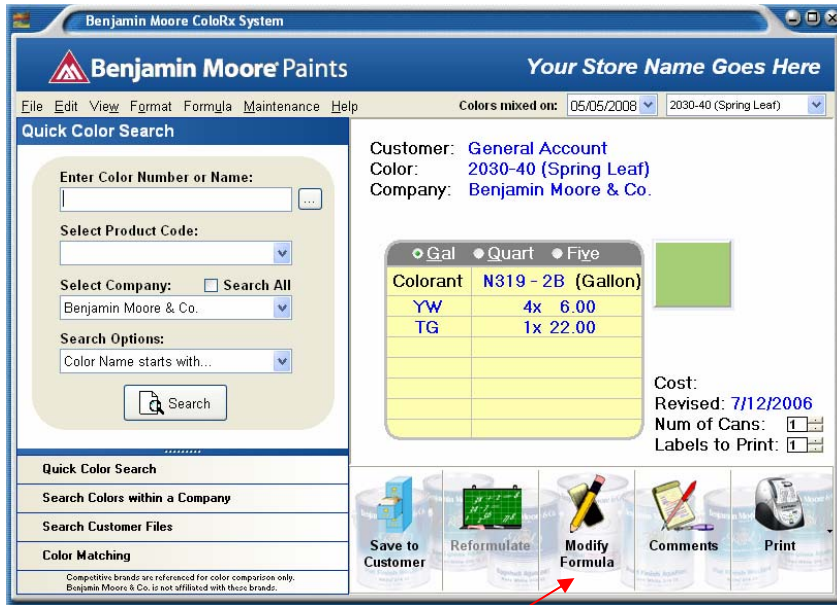 Benjamin Moore ColoRx System
Benjamin Moore Paints
Your Store Name Goes Here
File Edit View Format Formula Maintenance Help
Colors mixed on: 05/05/2008 2030-40 (Spring Leaf)
Quick Color Search
Enter Color Number or Name:
...
Select Product Code:
Select Company: Search All
Benjamin Moore & Co.
Search Options:
Color Name starts with...
Search
Quick Color Search
Search Colors within a Company
Search Customer Files
Color Matching
Competitive brands are referenced for color comparison only.
Benjamin Moore & Co. is not affiliated with these brands.
Customer: General Account
Color: 2030-40 (Spring Leaf)
Company: Benjamin Moore & Co.
Gal Quart Five
Colorant N319 - 2B (Gallon)
YW 4x 6.00
TG 1x 22.00
Cost:
Revised: 7/12/2006
Num of Cans: 1
Labels to Print: 1
Save to Customer
Reformulate
Modify Formula
Comments
Print